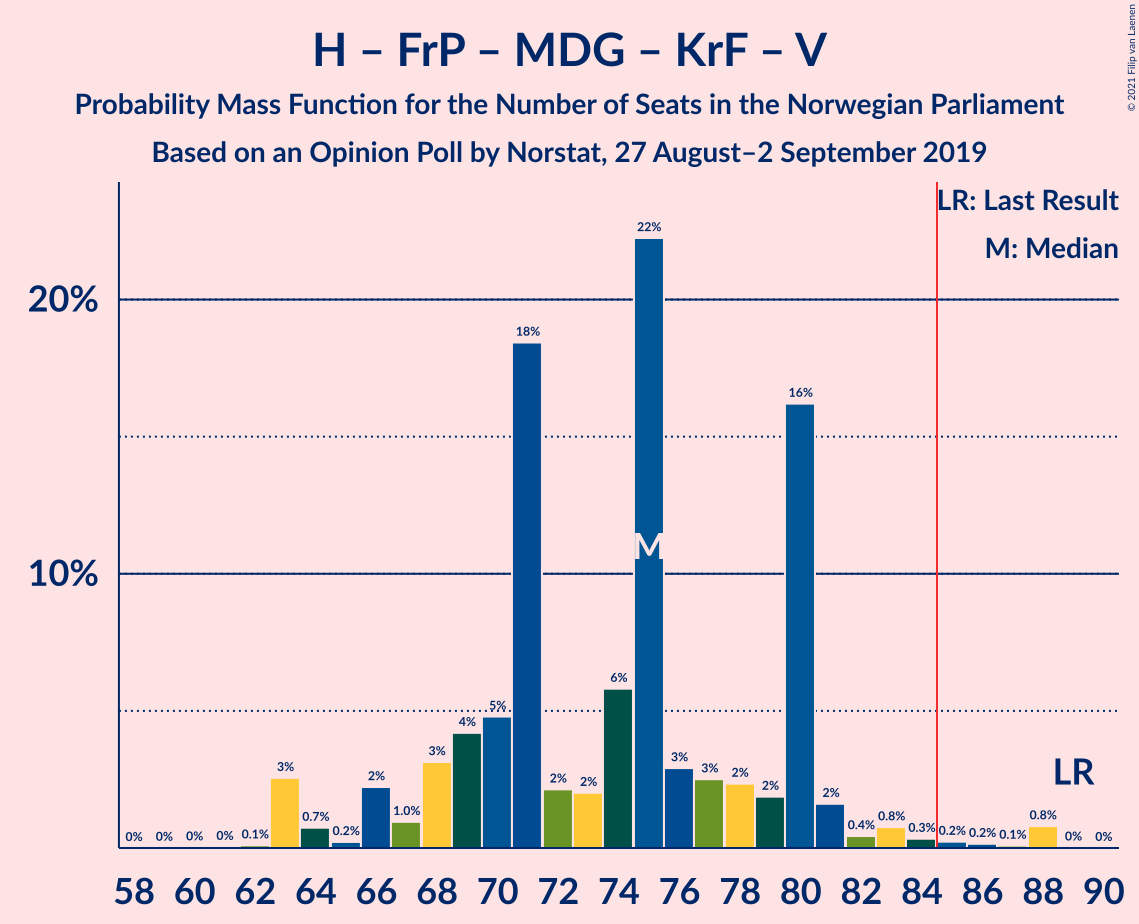 H – FrP – MDG – KrF – V
Probability Mass Function for the Number of Seats in the Norwegian Parliament
Based on an Opinion Poll by Norstat, 27 August–2 September 2019
© 2021 Filip van Laenen
LR: Last Result
M: Median
20%
10%
0% 0% 0% 0% 0.1% 3% 0.7% 0.2% 2% 1.0% 3% 4% 5% 18% 2% 2% 6% 22% 3% 3% 2% 2% 16% 2% 0.4% 0.8% 0.3% 0.2% 0.2% 0.1% 0.8% 0% 0%
M
LR
58 60 62 64 66 68 70 72 74 76 78 80 82 84 86 88 90